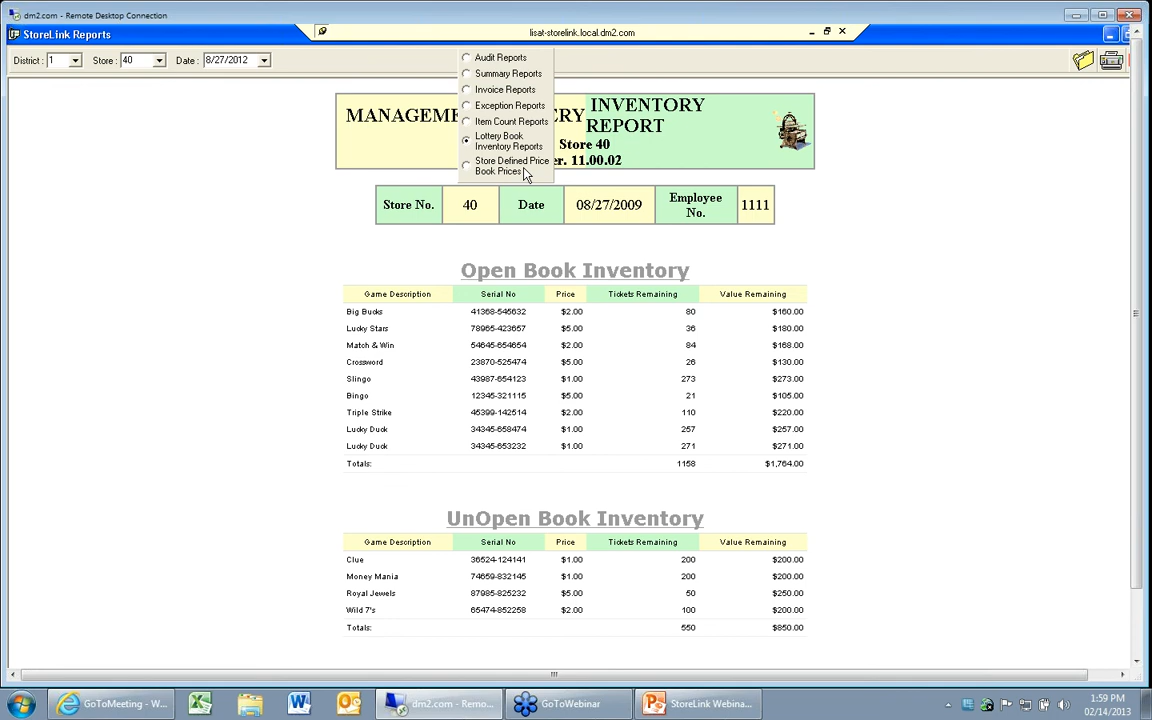 dm2.com - Remote Desktop Connection
StoreLink Reports
lisat-storelink.local.dm2.com
District : 1 Store : 40 Date : 8/27/2012
Audit Reports
Summary Reports
Invoice Reports
Exception Reports
Item Count Reports
Lottery Book
Inventory Reports
Store Defined Price
Book Prices
INVENTORY
REPORT
Store 40
11.00.02
Store No. 40 Date 08/27/2009 Employee No. 1111
Open Book Inventory
Game Description Serial No Price Tickets Remaining Value Remaining
Big Bucks 41368-545632 $2.00 80 $160.00
Lucky Stars 78965-423657 $5.00 36 $180.00
Match & Win 54645-654654 $2.00 84 $168.00
Crossword 23870-525474 $5.00 26 $130.00
Slingo 43987-654123 $1.00 273 $273.00
Bingo 12345-321115 $5.00 21 $105.00
Triple Strike 45399-142514 $2.00 110 $220.00
Lucky Duck 34345-658474 $1.00 257 $257.00
Lucky Duck 34345-653232 $1.00 271 $271.00
Totals: 1158 $1,764.00
UnOpen Book Inventory
Game Description Serial No Price Tickets Remaining Value Remaining
Clue 36524-124141 $1.00 200 $200.00
Money Mania 74659-832145 $1.00 200 $200.00
Royal Jewels 87985-825232 $5.00 50 $250.00
Wild 7's 65474-852258 $2.00 100 $200.00
Totals: 550 $850.00
GoToMeeting - W... dm2.com - Remo... GoToWebinar StoreLink Webina...
1:59 PM
02/14/2013